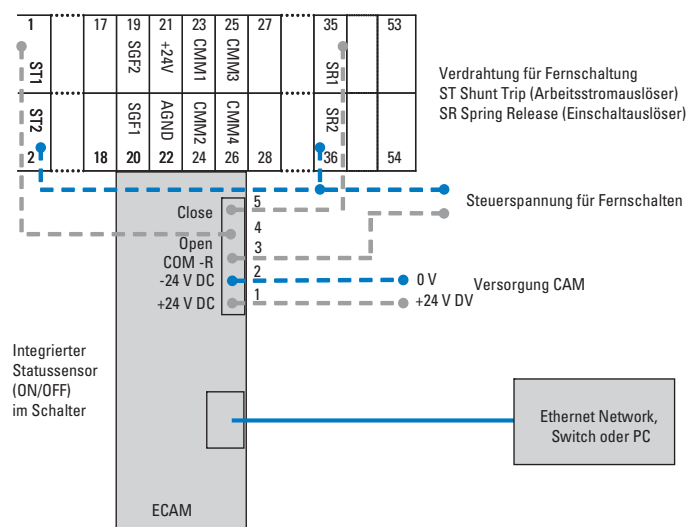 1 17 19 21 23 25 27 35 53
ST1 SGF2 +24V CMM1 CMM3 SR1
ST2 SGF1 AGND CMM2 CMM4 SR2
2 18 20 22 24 26 28 36 54
Verdrahtung für Fernschaltung
ST Shunt Trip (Arbeitsstromauslöser)
SR Spring Release (Einschaltauslöser)
Steuerspannung für Fernschalten
Close 5
4
Open
COM -R 3
-24 V DC 2 0 V Versorgung CAM
+24 V DC 1 +24 V DV
Integrierter
Statussensor
(ON/OFF)
im Schalter
Ethernet Network,
Switch oder PC
ECAM